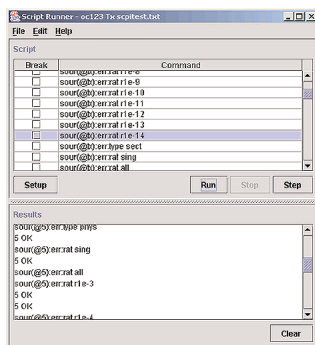 Script Runner - oc123 Tx scpitest.txt
File Edit Help
Script
Break Command
sour(@b):err:rat r1e-8
sour(@b):err:rat r1e-9
sour(@b):err:rat r1e-10
sour(@b):err:rat r1e-11
sour(@b):err:rat r1e-12
sour(@b):err:rat r1e-13
sour(@b):err:rat r1e-14
sour(@b):err:type sect
sour(@b):err:rat sing
sour(@b):err:rat all
Setup Run Stop Step
Results
sour(@5):err:type phys
5 OK
sour(@5):err:rat sing
5 OK
sour(@5):err:rat all
5 OK
sour(@5):err:rat r1e-3
5 OK
5 OK
sour(@5):err:rat r1e-4
Clear